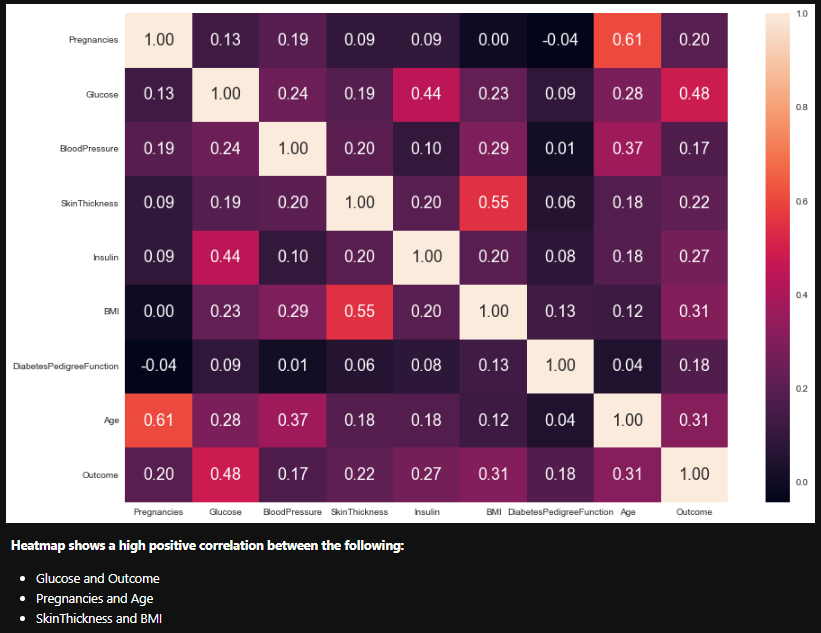 1.0
Pregnancies 1.00 0.13 0.19 0.09 0.09 0.00 -0.04 0.61 0.20
Glucose 0.13 1.00 0.24 0.19 0.44 0.23 0.09 0.28 0.48
0.8
BloodPressure 0.19 0.24 1.00 0.20 0.10 0.29 0.01 0.37 0.17
SkinThickness 0.09 0.19 0.20 1.00 0.20 0.55 0.06 0.18 0.22
0.6
Insulin 0.09 0.44 0.10 0.20 1.00 0.20 0.08 0.18 0.27
0.4
BMI 0.00 0.23 0.29 0.55 0.20 1.00 0.13 0.12 0.31
DiabetesPedigreeFunction -0.04 0.09 0.01 0.06 0.08 0.13 1.00 0.04 0.18
0.2
Age 0.61 0.28 0.37 0.18 0.18 0.12 0.04 1.00 0.31
Outcome 0.20 0.48 0.17 0.22 0.27 0.31 0.18 0.31 1.00
0.0
Pregnancies Glucose BloodPressure SkinThickness Insulin BMI DiabetesPedigreeFunction Age Outcome
Heatmap shows a high positive correlation between the following:
• Glucose and Outcome
• Pregnancies and Age
• SkinThickness and BMI